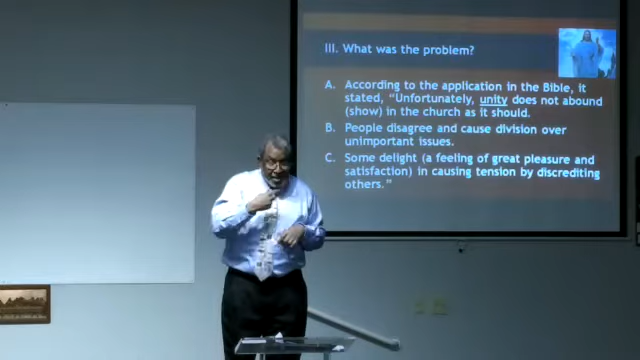 III. What was the problem?
A. According to the application in the Bible, it
stated, “Unfortunately, unity does not abound
(show) in the church as it should.
B. People disagree and cause division over
unimportant issues.
C. Some delight (a feeling of great pleasure and
satisfaction) in causing tension by discrediting
others.”